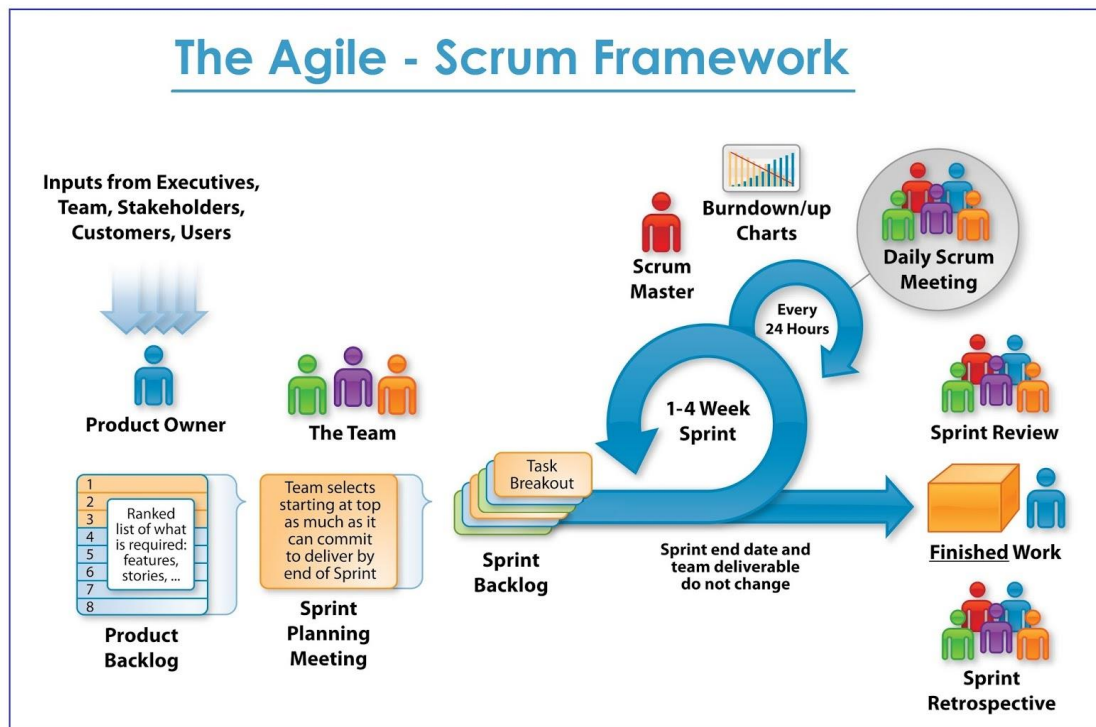 The Agile - Scrum Framework
Inputs from Executives,
Team, Stakeholders,
Customers, Users
Product Owner
The Team
1
2
3
4
5
6
7
8
Ranked
list of what
is required:
features,
stories, ...
Product
Backlog
Team selects
starting at top
as much as it
can commit
to deliver by
end of Sprint
Sprint
Planning
Meeting
Task
Breakout
Sprint
Backlog
Scrum
Master
Burndown/up
Charts
Daily Scrum
Meeting
Every
24 Hours
1-4 Week
Sprint
Sprint end date and
team deliverable
do not change
Sprint Review
Finished Work
Sprint
Retrospective